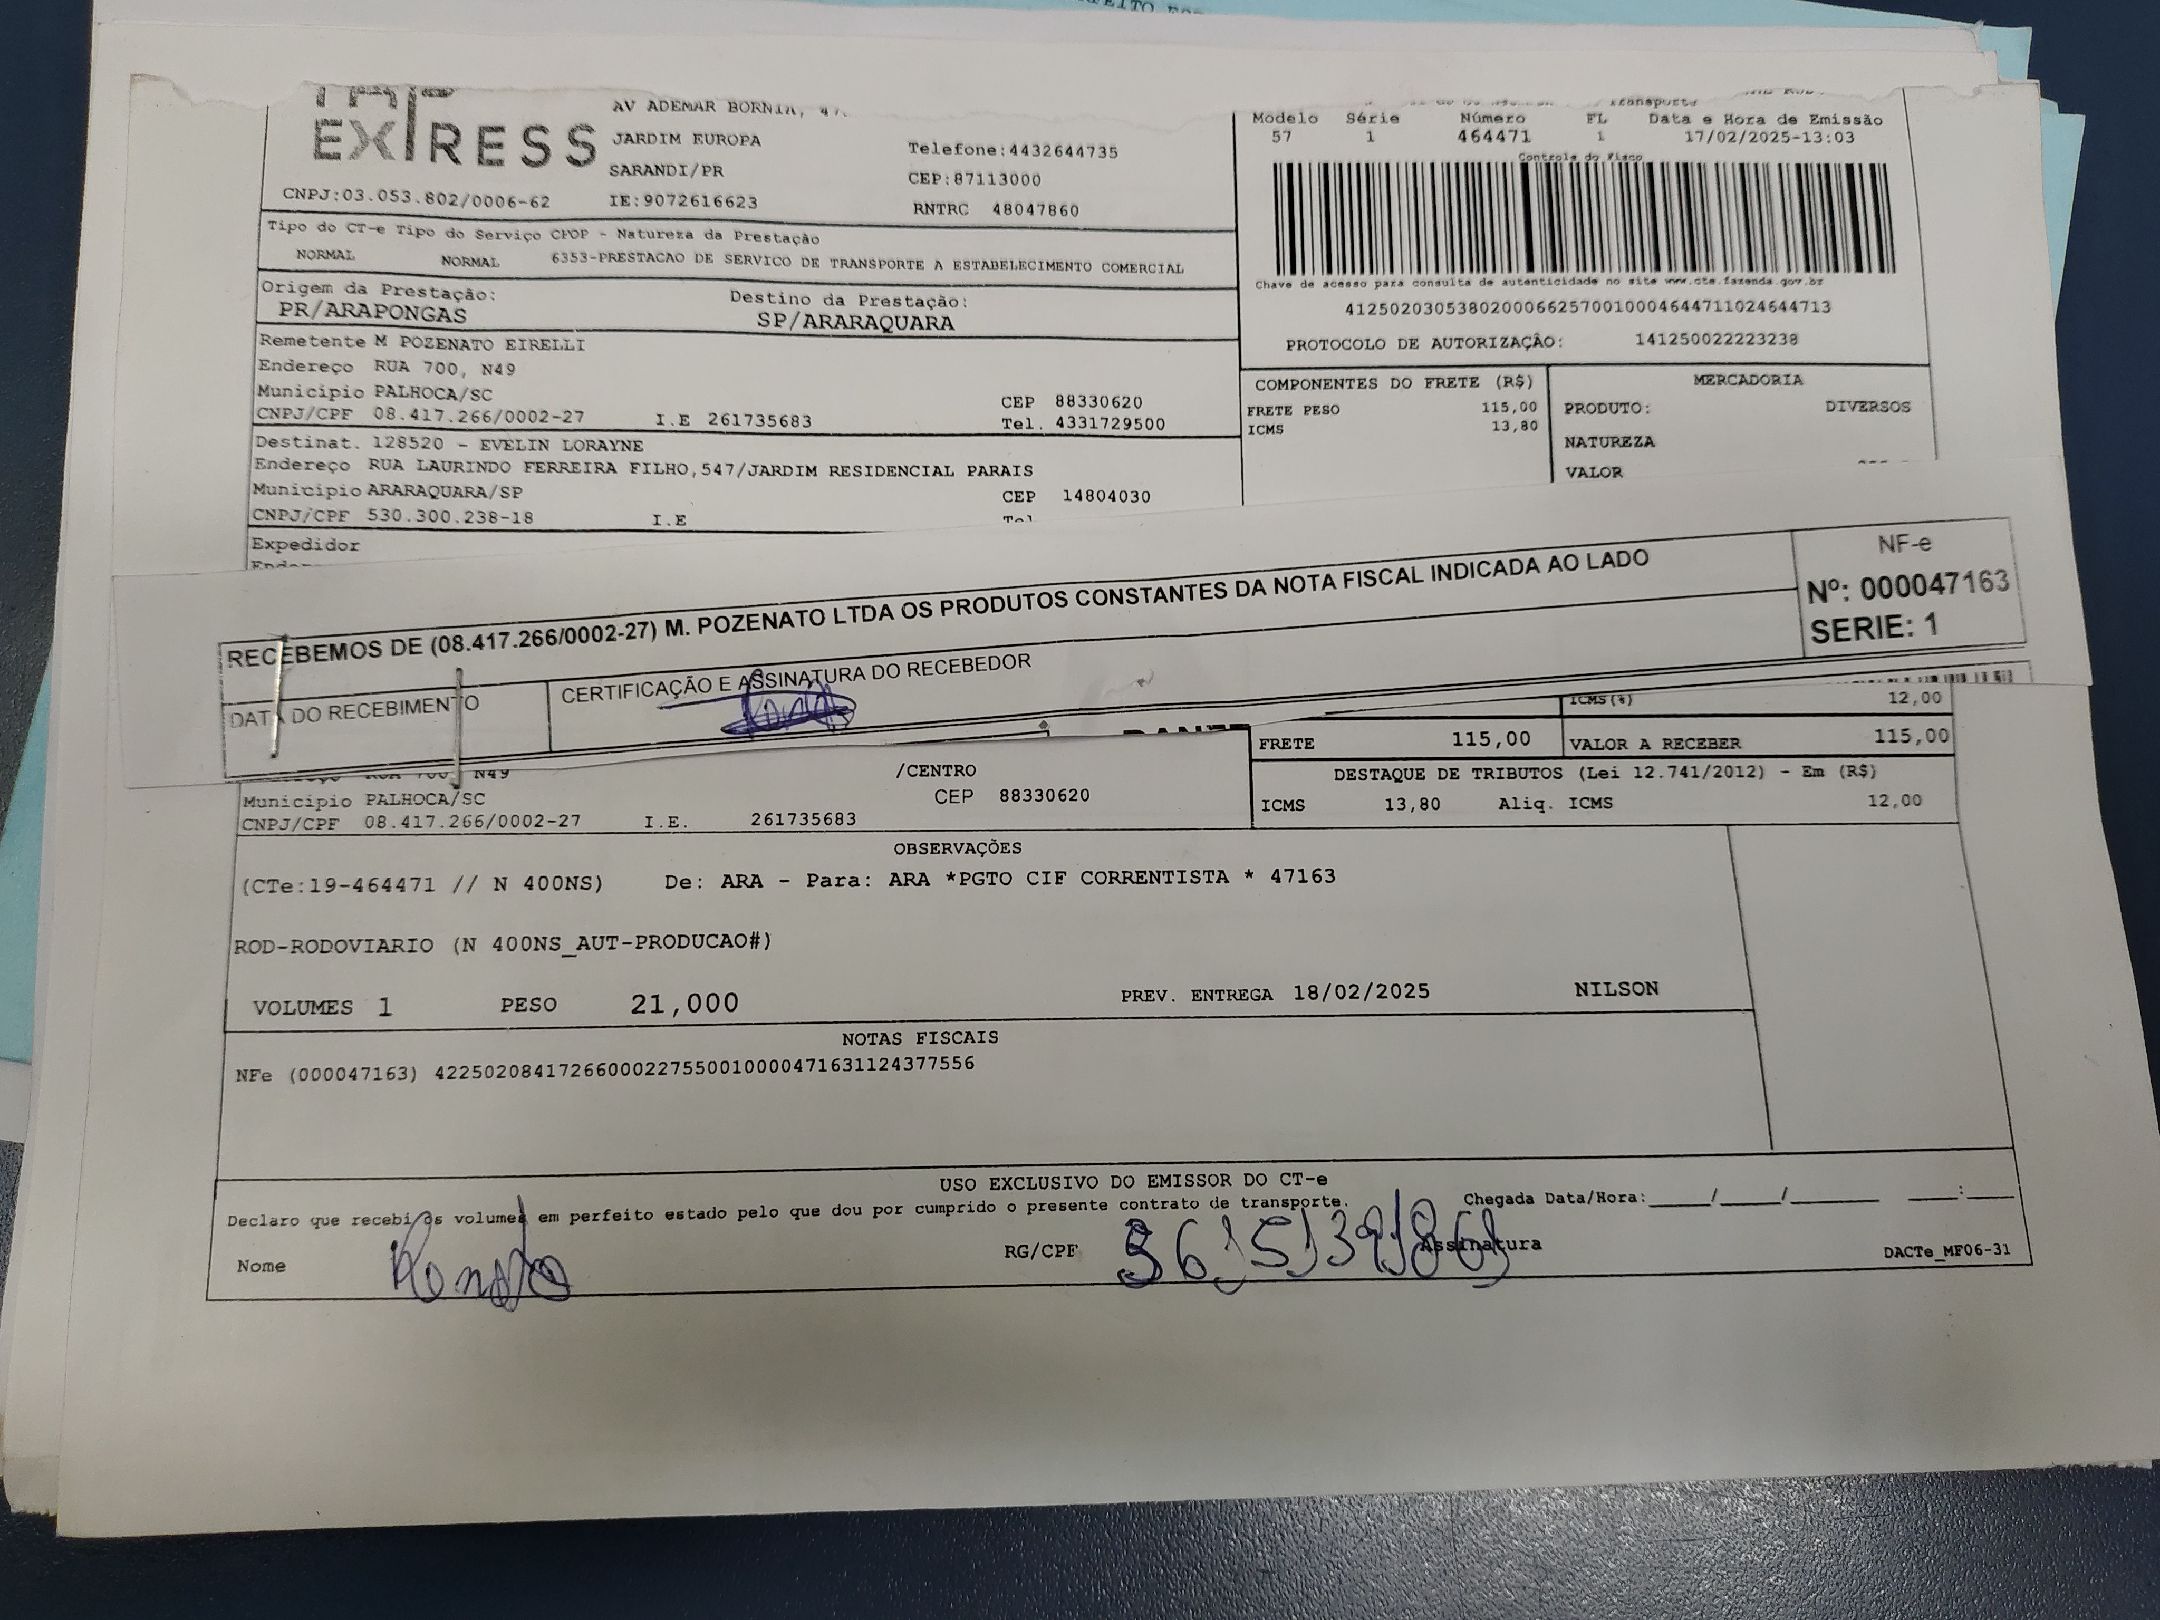 EXPRESS
AV ADEMAR BORNIA,
JARDIM EUROPA
SARANDI/PR
Telefone:4432644735
CEP:87113000
CNPJ:03.053.802/0006-62 IE:9072616623 RNTRC 48047860
Transporte
Modelo Série Número FL Data e Hora de Emissão
57 1 464471 1 17/02/2025-13:03
Controle do Fisco
Chave de acesso para consulta de autenticidade no site www.cte.fazenda.gov.br
41250203053802000662570010004644711024644713
PROTOCOLO DE AUTORIZAÇÃO: 141250022223238
Tipo do CT-e Tipo do Serviço CFOP - Natureza da Prestação
NORMAL NORMAL 6353-PRESTACAO DE SERVICO DE TRANSPORTE A ESTABELECIMENTO COMERCIAL
Origem da Prestação: Destino da Prestação:
PR/ARAPONGAS SP/ARARAQUARA
Remetente M POZENATO EIRELLI
Endereço RUA 700, N49
Município PALHOCA/SC CEP 88330620
CNPJ/CPF 08.417.266/0002-27 I.E 261735683 Tel. 4331729500
Destinat. 128520 - EVELIN LORAYNE
Endereço RUA LAURINDO FERREIRA FILHO,547/JARDIM RESIDENCIAL PARAIS
Município ARARAQUARA/SP CEP 14804030
CNPJ/CPF 530.300.238-18 I.E Tel
Expedidor
COMPONENTES DO FRETE (R$) MERCADORIA
FRETE PESO 115,00 PRODUTO: DIVERSOS
ICMS 13,80 NATUREZA
VALOR
RECEBEMOS DE (08.417.266/0002-27) M. POZENATO LTDA OS PRODUTOS CONSTANTES DA NOTA FISCAL INDICADA AO LADO
NF-e
Nº: 000047163
SERIE: 1
DATA DO RECEBIMENTO CERTIFICAÇÃO E ASSINATURA DO RECEBEDOR
ICMS(%) 12,00
FRETE 115,00 VALOR A RECEBER 115,00
RUA 700, N49 /CENTRO
Município PALHOCA/SC CEP 88330620
CNPJ/CPF 08.417.266/0002-27 I.E. 261735683
DESTAQUE DE TRIBUTOS (Lei 12.741/2012) - Em (R$)
ICMS 13,80 Aliq. ICMS 12,00
OBSERVAÇÕES
(CTe:19-464471 // N 400NS) De: ARA - Para: ARA *PGTO CIF CORRENTISTA * 47163
ROD-RODOVIARIO (N 400NS_AUT-PRODUCAO#)
VOLUMES 1 PESO 21,000 PREV. ENTREGA 18/02/2025 NILSON
NOTAS FISCAIS
NFe (000047163) 42250208417266000227550010000471631124377556
USO EXCLUSIVO DO EMISSOR DO CT-e
Declaro que recebi os volumes em perfeito estado pelo que dou por cumprido o presente contrato de transporte. Chegada Data/Hora:____/____/______ ___:___
Nome RG/CPF Assinatura DACTe_MF06-31